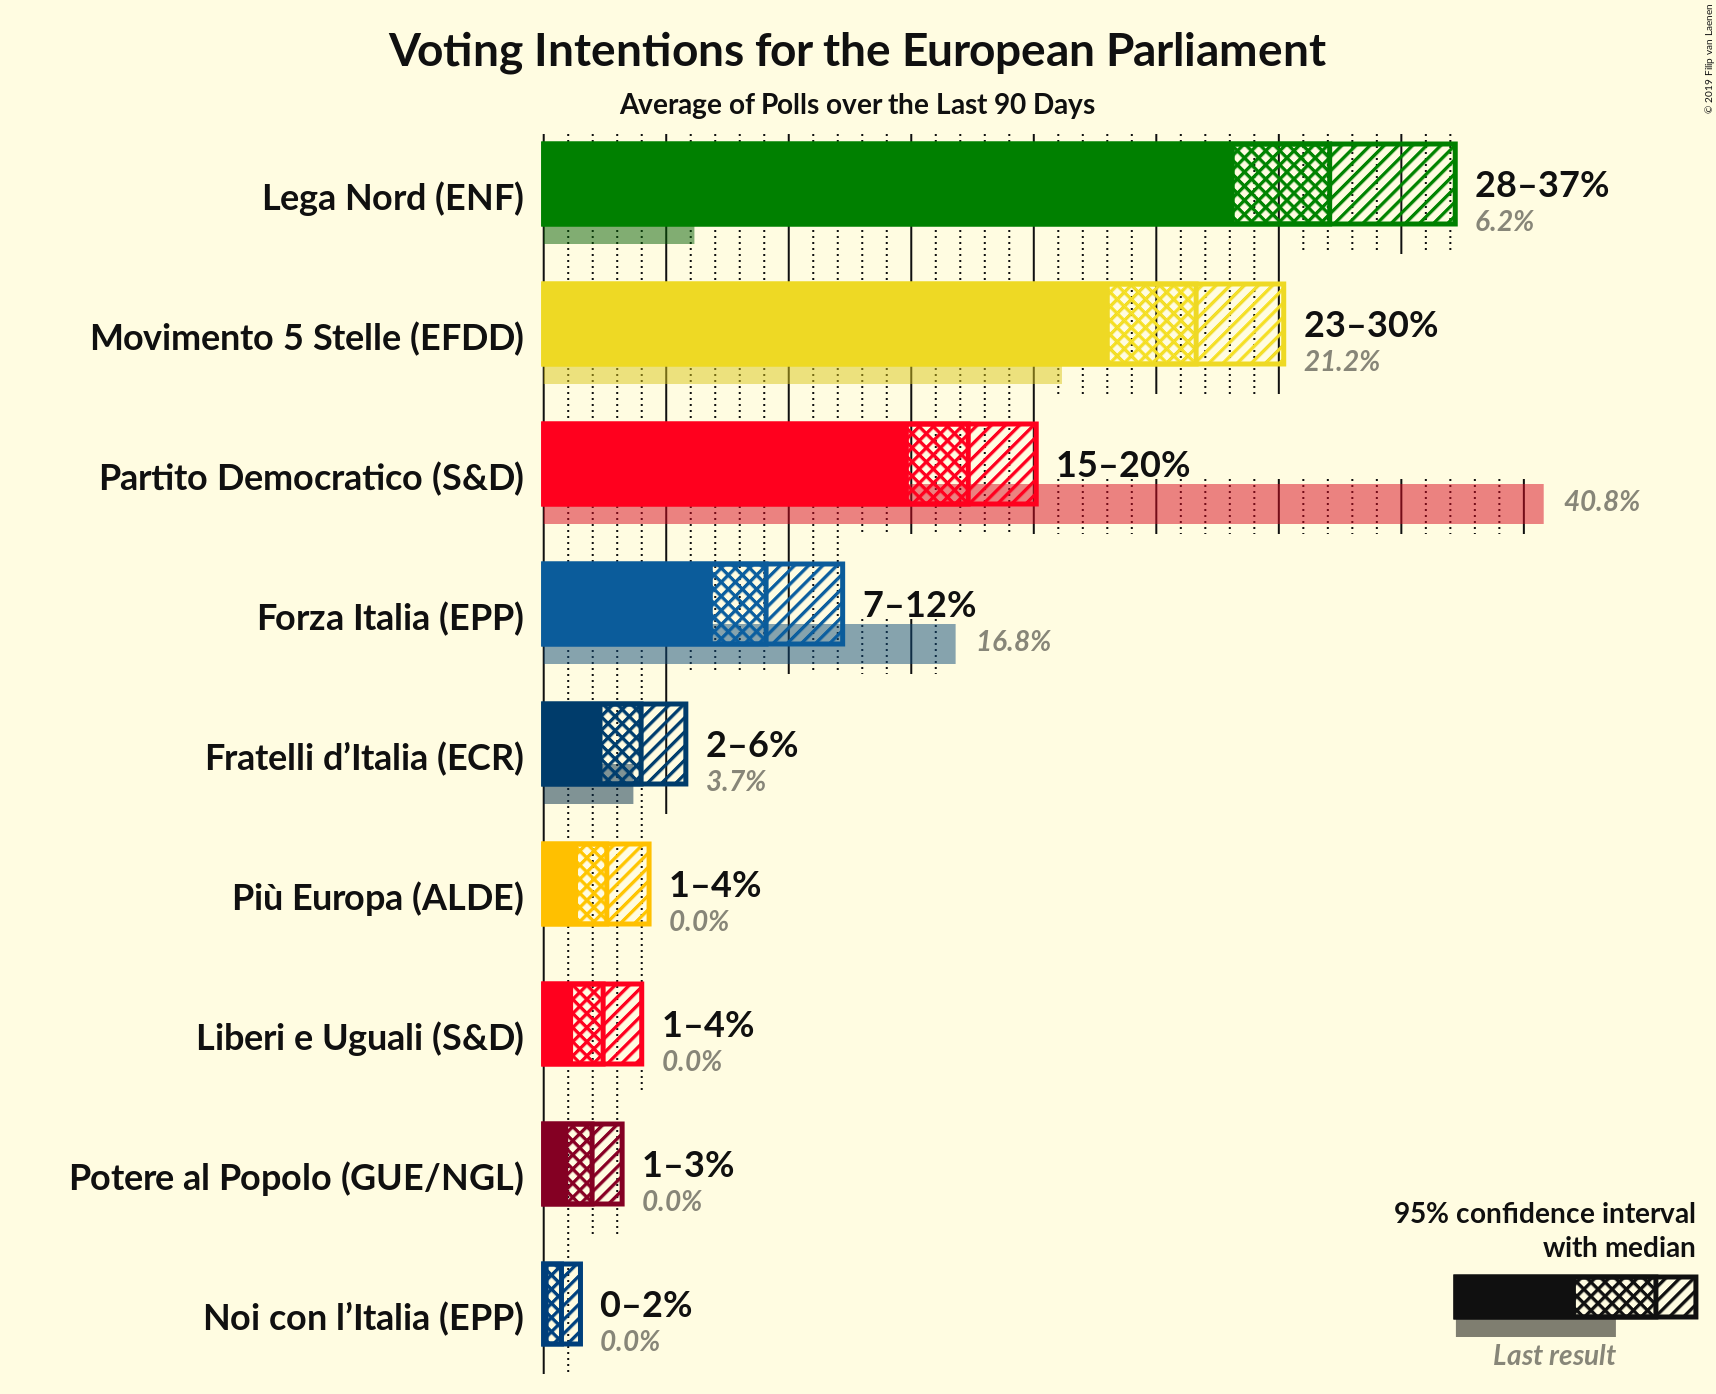 Voting Intentions for the European Parliament
Average of Polls over the Last 90 Days
© 2019 Filip van Laenen
Lega Nord (ENF)
28–37%
6.2%
Movimento 5 Stelle (EFDD)
23–30%
21.2%
Partito Democratico (S&D)
15–20%
40.8%
Forza Italia (EPP)
7–12%
16.8%
Fratelli d’Italia (ECR)
2–6%
3.7%
Più Europa (ALDE)
1–4%
0.0%
Liberi e Uguali (S&D)
1–4%
0.0%
Potere al Popolo (GUE/NGL)
1–3%
0.0%
Noi con l’Italia (EPP)
0–2%
0.0%
95% confidence interval
with median
Last result